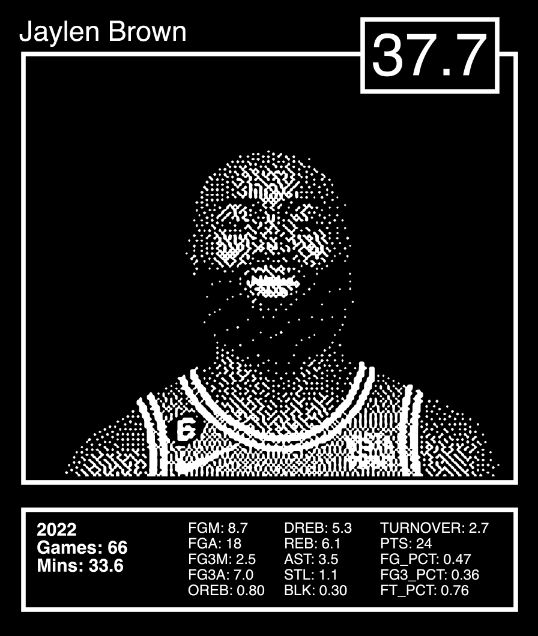 Jaylen Brown
37.7
6
2022
Games: 66
Mins: 33.6
FGM: 8.7
FGA: 18
FG3M: 2.5
FG3A: 7.0
OREB: 0.80
DREB: 5.3
REB: 6.1
AST: 3.5
STL: 1.1
BLK: 0.30
TURNOVER: 2.7
PTS: 24
FG_PCT: 0.47
FG3_PCT: 0.36
FT_PCT: 0.76